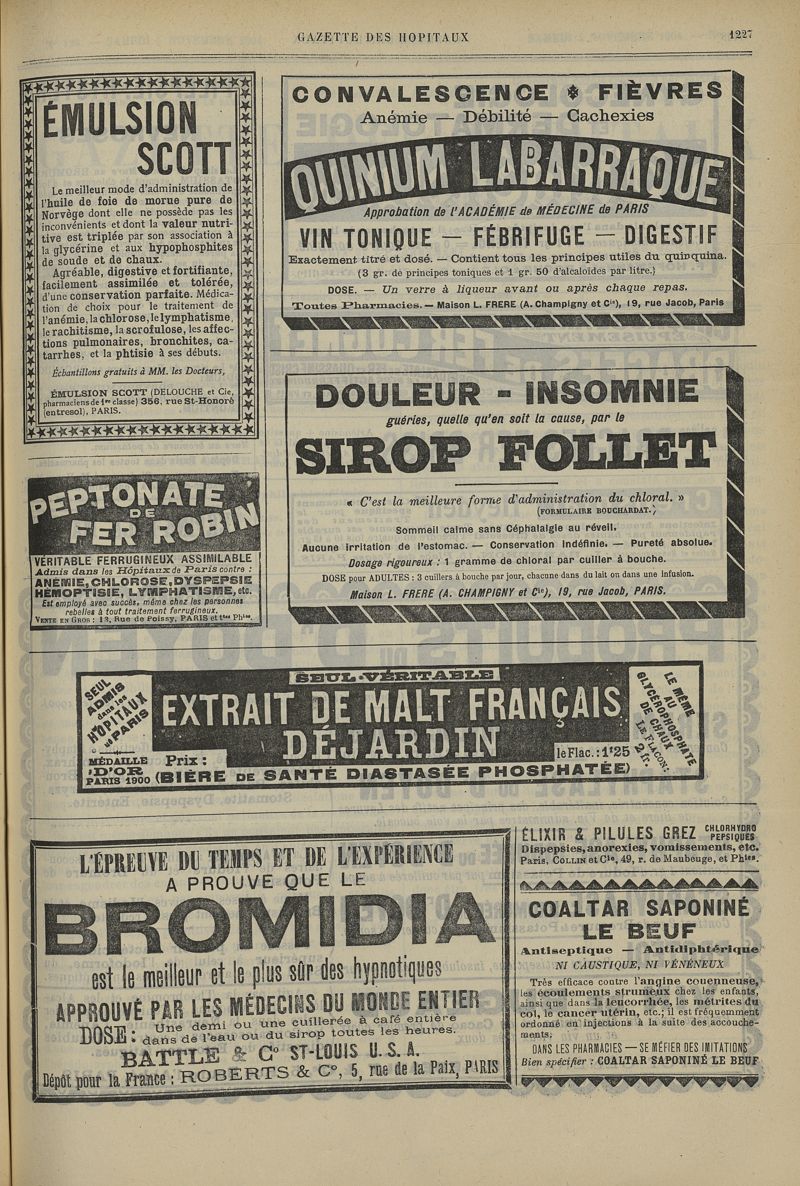 GAZETTE DES HOPITAUX
1227
ÉMULSION
SCOTT
Le meilleur mode d'administration de
l'huile de foie de morue pure de
Norvège dont elle ne possède pas les
inconvénients et dont la valeur nutri-
tive est triplée par son association à
la glycérine et aux hypophosphites
de soude et de chaux.
Agréable, digestive et fortifiante,
facilement assimilée et tolérée,
d'une conservation parfaite. Médica-
tion de choix pour le traitement de
l'anémie, la chlorose, le lymphatisme,
le rachitisme, la scrofulose, les affec-
tions pulmonaires, bronchites, ca-
tarrhes, et la phtisie à ses débuts.
Échantillons gratuits à MM. les Docteurs,
ÉMULSION SCOTT (DELOUCHE et Cie,
pharmaciens de 1re classe) 356, rue St-Honoré
(entresol), PARIS.
PEPTONATE
DE
FER ROBIN
VÉRITABLE FERRUGINEUX ASSIMILABLE
Admis dans les Hôpitaux de Paris contre :
ANÉMIE, CHLOROSE, DYSPEPSIE
HÉMOPTISIE, LYMPHATISME, etc.
Est employé avec succès, même chez les personnes
rebelles à tout traitement ferrugineux.
VENTE EN GROS : 13, Rue de Poissy, PARIS et ttes Phies.
CONVALESCENCE FIÈVRES
Anémie — Débilité — Cachexies
QUINIUM LABARRAQUE
Approbation de l'ACADÉMIE de MÉDECINE de PARIS
VIN TONIQUE — FÉBRIFUGE — DIGESTIF
Exactement titré et dosé. — Contient tous les principes utiles du quinquina.
(3 gr. de principes toniques et 1 gr. 50 d'alcaloïdes par litre.)
DOSE. — Un verre à liqueur avant ou après chaque repas.
Toutes Pharmacies. — Maison L. FRERE (A. Champigny et Cie), 19, rue Jacob, Paris
DOULEUR - INSOMNIE
guéries, quelle qu'en soit la cause, par le
SIROP FOLLET
« C'est la meilleure forme d'administration du chloral. »
(FORMULAIRE BOUCHARDAT.)
Sommeil calme sans Céphalalgie au réveil.
Aucune irritation de l'estomac. — Conservation indéfinie. — Pureté absolue.
Dosage rigoureux : 1 gramme de chloral par cuiller à bouche.
DOSE pour ADULTES : 3 cuillers à bouche par jour, chacune dans du lait ou dans une infusion.
Maison L. FRERE (A. CHAMPIGNY et Cie), 19, rue Jacob, PARIS.
SEUL
ADMIS
dans les
HÔPITAUX
de PARIS
MÉDAILLE
D'OR
PARIS 1900
SEUL VÉRITABLE
EXTRAIT DE MALT FRANÇAIS
DÉJARDIN
Prix :
le Flac. : 1f25
(BIÈRE DE SANTÉ DIASTASÉE PHOSPHATÉE)
LE MÊME
AU
GLYCÉROPHOSPHATE
DE CHAUX
LE FLACON :
2 fr.
L'ÉPREUVE DU TEMPS ET DE L'EXPÉRIENCE
A PROUVÉ QUE LE
BROMIDIA
est le meilleur et le plus sûr des hypnotiques
APPROUVÉ PAR LES MÉDECINS DU MONDE ENTIER
DOSE : Une demi ou une cuillerée à café entière
dans de l'eau ou du sirop toutes les heures.
BATTLE & Co ST-LOUIS U. S. A.
Dépôt pour la France : ROBERTS & Co, 5, rue de la Paix, PARIS
ÉLIXIR & PILULES GREZ CHLORHYDRO
PEPSIQUES
Dispepsies, anorexies, vomissements, etc.
Paris, COLLIN et Cie, 49, r. de Maubeuge, et Phies.
COALTAR SAPONINÉ
LE BEUF
Antiseptique — Antidiphtérique
NI CAUSTIQUE, NI VÉNÉNEUX
Très efficace contre l'angine couenneuse,
les écoulements strumeux chez les enfants,
ainsi que dans la leucorrhée, les métrites du
col, le cancer utérin, etc.; il est fréquemment
ordonné en injections à la suite des accouche-
ments.
DANS LES PHARMACIES — SE MÉFIER DES IMITATIONS
Bien spécifier : COALTAR SAPONINÉ LE BEUF